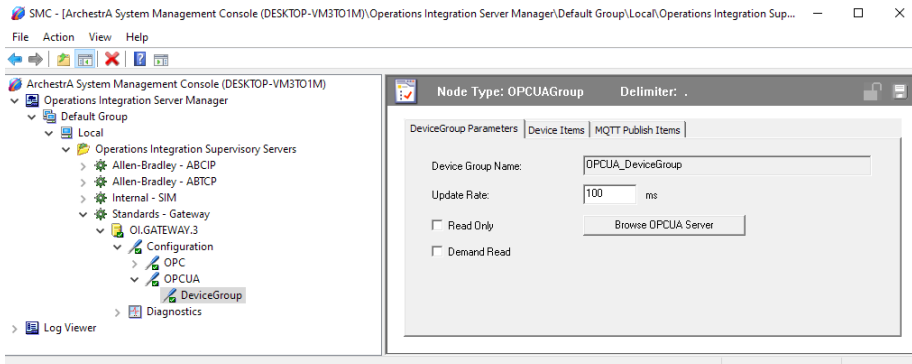 SMC - [ArchestrA System Management Console (DESKTOP-VM3TO1M)\Operations Integration Server Manager\Default Group\Local\Operations Integration Sup...
File Action View Help
ArchestrA System Management Console (DESKTOP-VM3TO1M)
Operations Integration Server Manager
Default Group
Local
Operations Integration Supervisory Servers
Allen-Bradley - ABCIP
Allen-Bradley - ABTCP
Internal - SIM
Standards - Gateway
OI.GATEWAY.3
Configuration
OPC
OPCUA
DeviceGroup
Diagnostics
Log Viewer
Node Type: OPCUAGroup Delimiter: .
DeviceGroup Parameters Device Items MQTT Publish Items
Device Group Name: OPCUA_DeviceGroup
Update Rate: 100 ms
Read Only Browse OPCUA Server
Demand Read